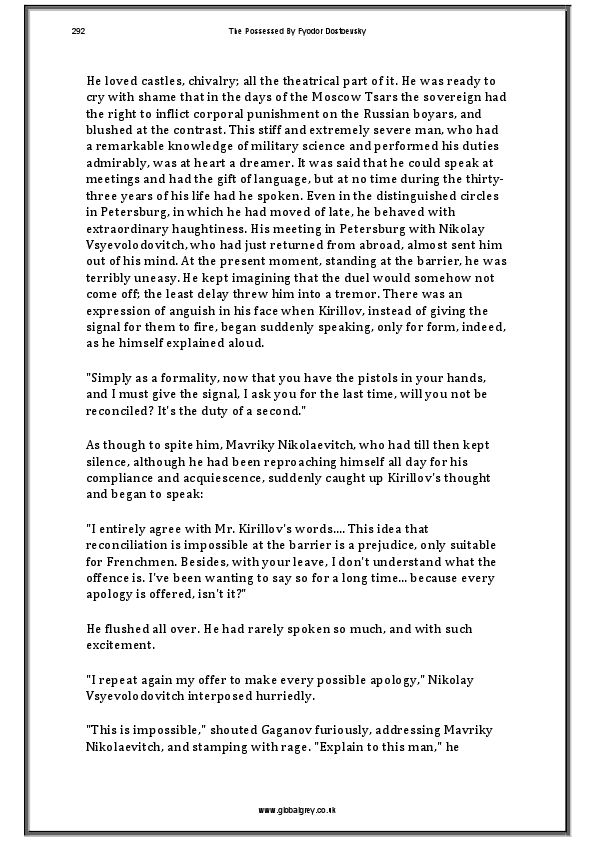 292
The Possessed By Fyodor Dostoevsky
He loved castles, chivalry; all the theatrical part of it. He was ready to
cry with shame that in the days of the Moscow Tsars the sovereign had
the right to inflict corporal punishment on the Russian boyars, and
blushed at the contrast. This stiff and extremely severe man, who had
a remarkable knowledge of military science and performed his duties
admirably, was at heart a dreamer. It was said that he could speak at
meetings and had the gift of language, but at no time during the thirty-
three years of his life had he spoken. Even in the distinguished circles
in Petersburg, in which he had moved of late, he behaved with
extraordinary haughtiness. His meeting in Petersburg with Nikolay
Vsyevolodovitch, who had just returned from abroad, almost sent him
out of his mind. At the present moment, standing at the barrier, he was
terribly uneasy. He kept imagining that the duel would somehow not
come off; the least delay threw him into a tremor. There was an
expression of anguish in his face when Kirillov, instead of giving the
signal for them to fire, began suddenly speaking, only for form, indeed,
as he himself explained aloud.
"Simply as a formality, now that you have the pistols in your hands,
and I must give the signal, I ask you for the last time, will you not be
reconciled? It's the duty of a second."
As though to spite him, Mavriky Nikolaevitch, who had till then kept
silence, although he had been reproaching himself all day for his
compliance and acquiescence, suddenly caught up Kirillov's thought
and began to speak:
"I entirely agree with Mr. Kirillov's words.... This idea that
reconciliation is impossible at the barrier is a prejudice, only suitable
for Frenchmen. Besides, with your leave, I don't understand what the
offence is. I've been wanting to say so for a long time... because every
apology is offered, isn't it?"
He flushed all over. He had rarely spoken so much, and with such
excitement.
"I repeat again my offer to make every possible apology," Nikolay
Vsyevolodovitch interposed hurriedly.
"This is impossible," shouted Gaganov furiously, addressing Mavriky
Nikolaevitch, and stamping with rage. "Explain to this man," he
www.globalgrey.co.uk